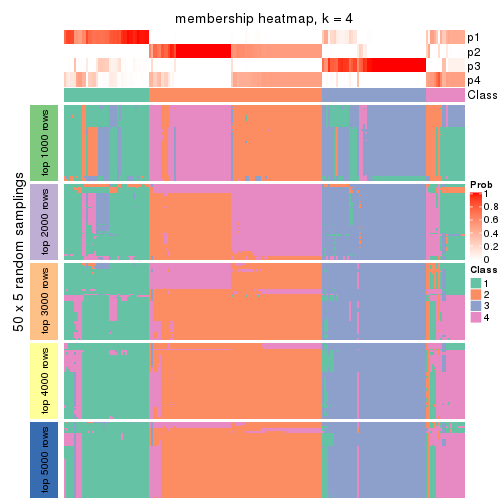 membership heatmap, k = 4
p1
p2
p3
p4
Class
50 x 5 random samplings
top 1000 rows
top 2000 rows
top 3000 rows
top 4000 rows
top 5000 rows
Prob
1
0.8
0.6
0.4
0.2
0
Class
1
2
3
4